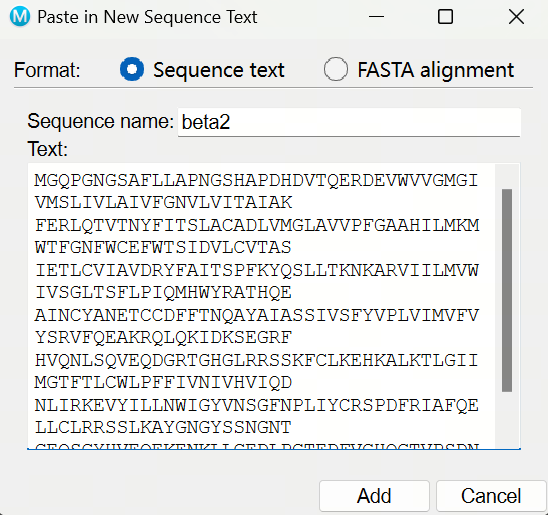 M Paste in New Sequence Text
Format: Sequence text FASTA alignment
Sequence name: beta2
Text:
MGQPGNGSAFLLAPNGSHAPDHDVTQERDEVWVVGMGI
VMSLIVLAIVFGNVLVITAIAK
FERLQTVTNYFITSLACADLVMGLAVVPFGAAHILMKM
WTFGNFWCEFWTSIDVLCVTAS
IETLCVIAVDRYFAITSPFKYQSLLTKNKARVIILMVW
IVSGLTSFLPIQMHWYRATHQE
AINCYANETCCDFFTNQAYAIASSIVSFYVPLVIMVFV
YSRVFQEAKRQLQKIDKSEGRF
HVQNLSQVEQDGRTGHGLRRSSKFCLKEHKALKTLGII
MGTFTLCWLPFFIVNIVHVIQD
NLIRKEVYILLNWIGYVNSGFNPLIYCRSPDFRIAFQE
LLCLRRSSLKAYGNGYSSNGNT
Add Cancel